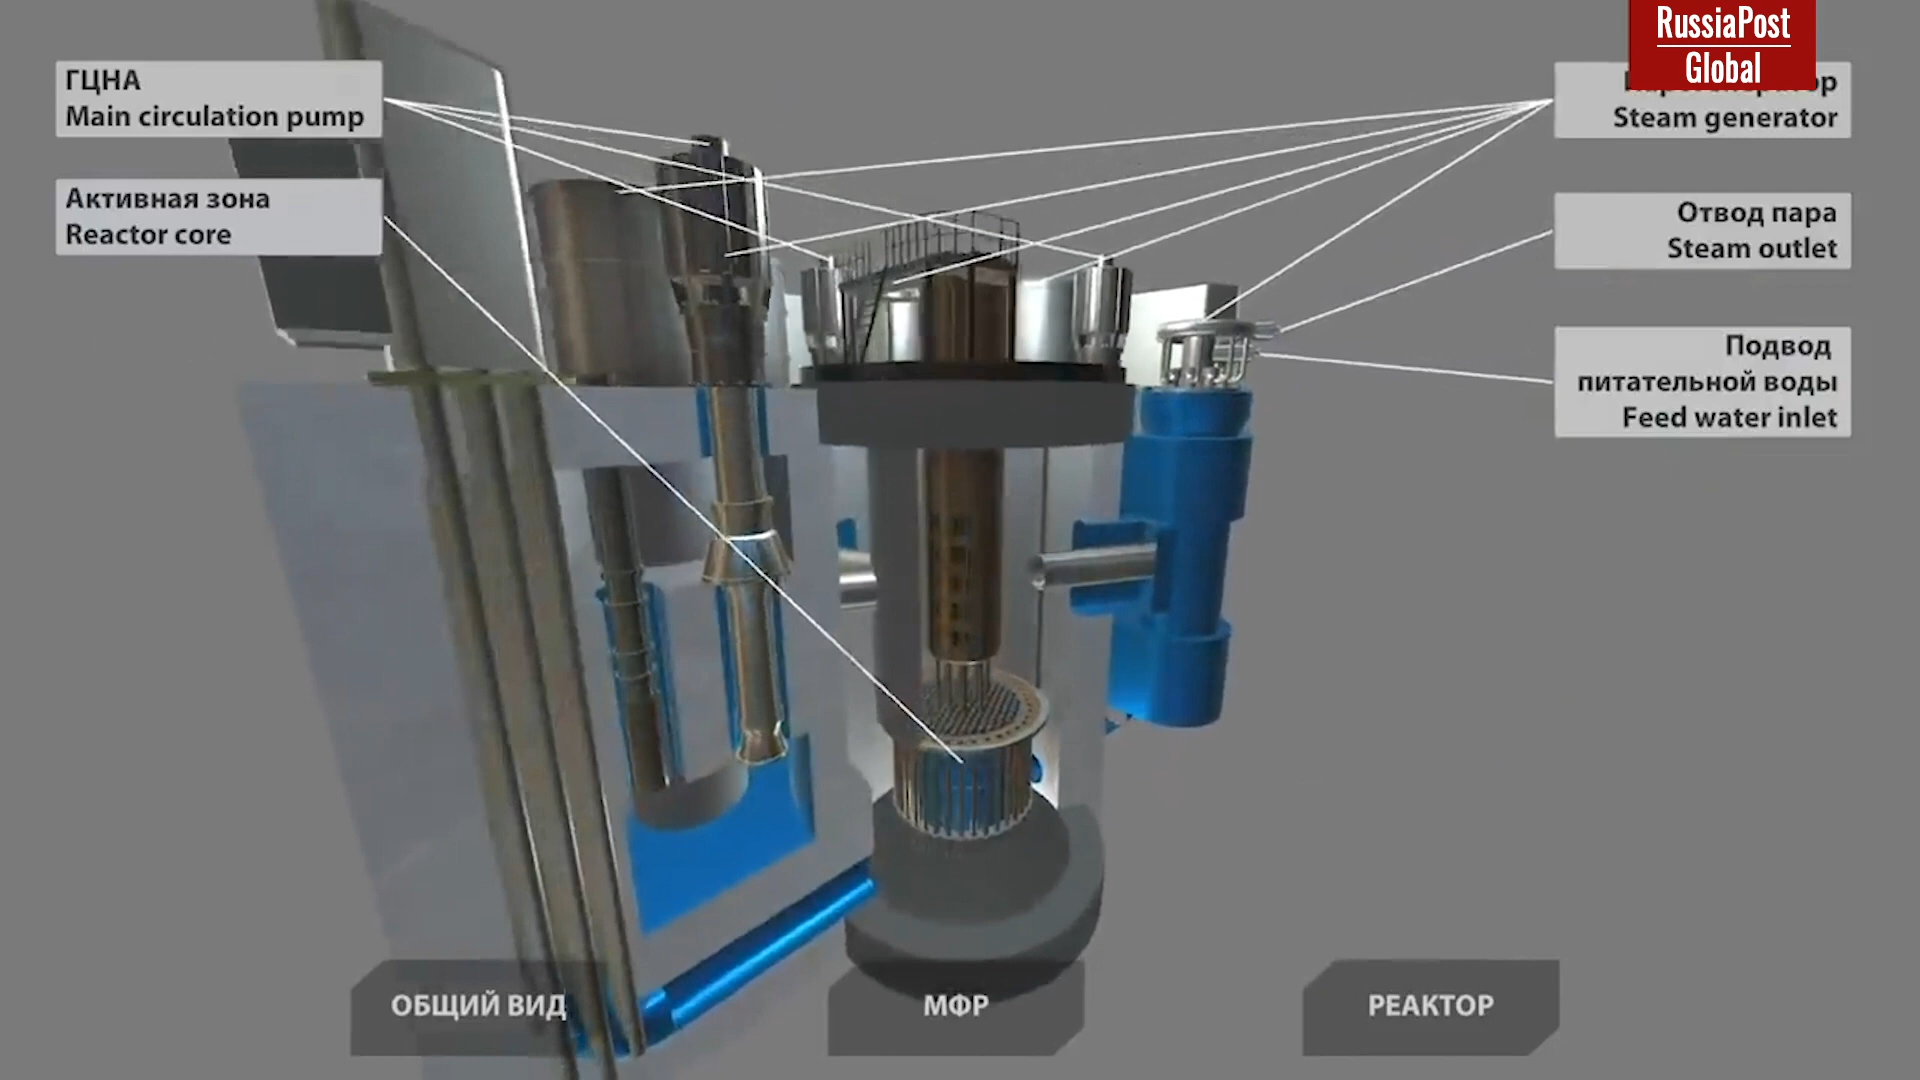 RussiaPost
Global
ГЦНА
Main circulation pump
Активная зона
Reactor core
Steam generator
Отвод пара
Steam outlet
Подвод
питательной воды
Feed water inlet
ОБЩИЙ ВИД
МФР
РЕАКТОР